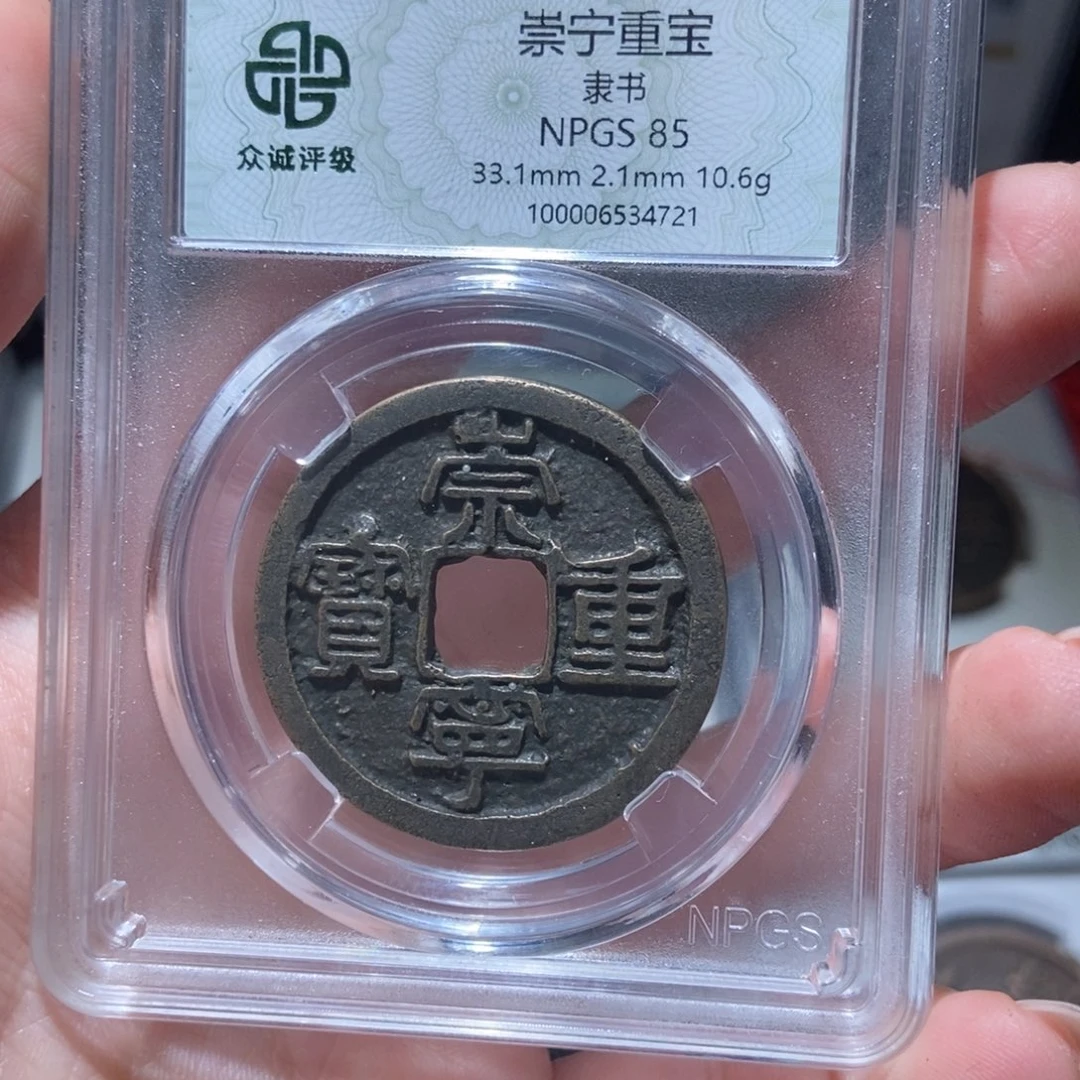 崇宁重宝
隶书
NPGS 85
33.1mm 2.1mm 10.6g
100006534721
众诚评级
崇
寶 重
寧
NPGS